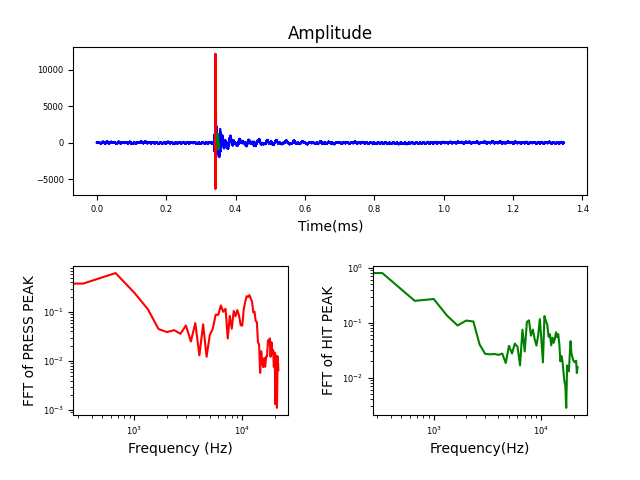 Amplitude
10000
5000
0
−5000
0.0 0.2 0.4 0.6 0.8 1.0 1.2 1.4
Time(ms)
FFT of PRESS PEAK
10⁻¹
10⁻²
10⁻³
10³ 10⁴
Frequency (Hz)
FFT of HIT PEAK
10⁰
10⁻¹
10⁻²
10³ 10⁴
Frequency(Hz)